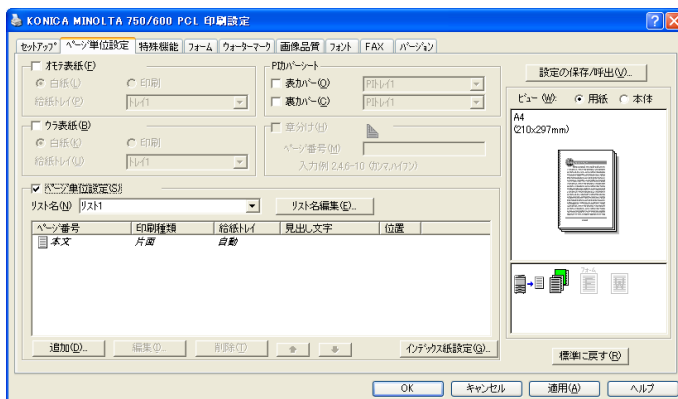 KONICA MINOLTA 750/600 PCL 印刷設定
セットアップ ページ単位設定 特殊機能 フォーム ウォーターマーク 画像品質 フォント FAX バージョン
オモテ表紙(F)
白紙(L) 印刷
給紙トレイ(P) トレイ1
ウラ表紙(B)
白紙(K) 印刷
給紙トレイ(U) トレイ1
PIカバーシート
表カバー(O) PIトレイ1
裏カバー(Q) PIトレイ1
章分け(H)
ページ番号(M)
入力例 2,4,6-10 (カンマ,ハイフン)
ページ単位設定(S)
リスト名(N) リスト1 リスト名編集(E)...
ページ番号 印刷種類 給紙トレイ 見出し文字 位置
本文 片面 自動
追加(D)... 編集(I)... 削除(T) インデックス紙設定(G)...
設定の保存/呼出(V)...
ビュー (W): 用紙 本体
A4
(210x297mm)
フォーム
標準に戻す(R)
OK キャンセル 適用(A) ヘルプ